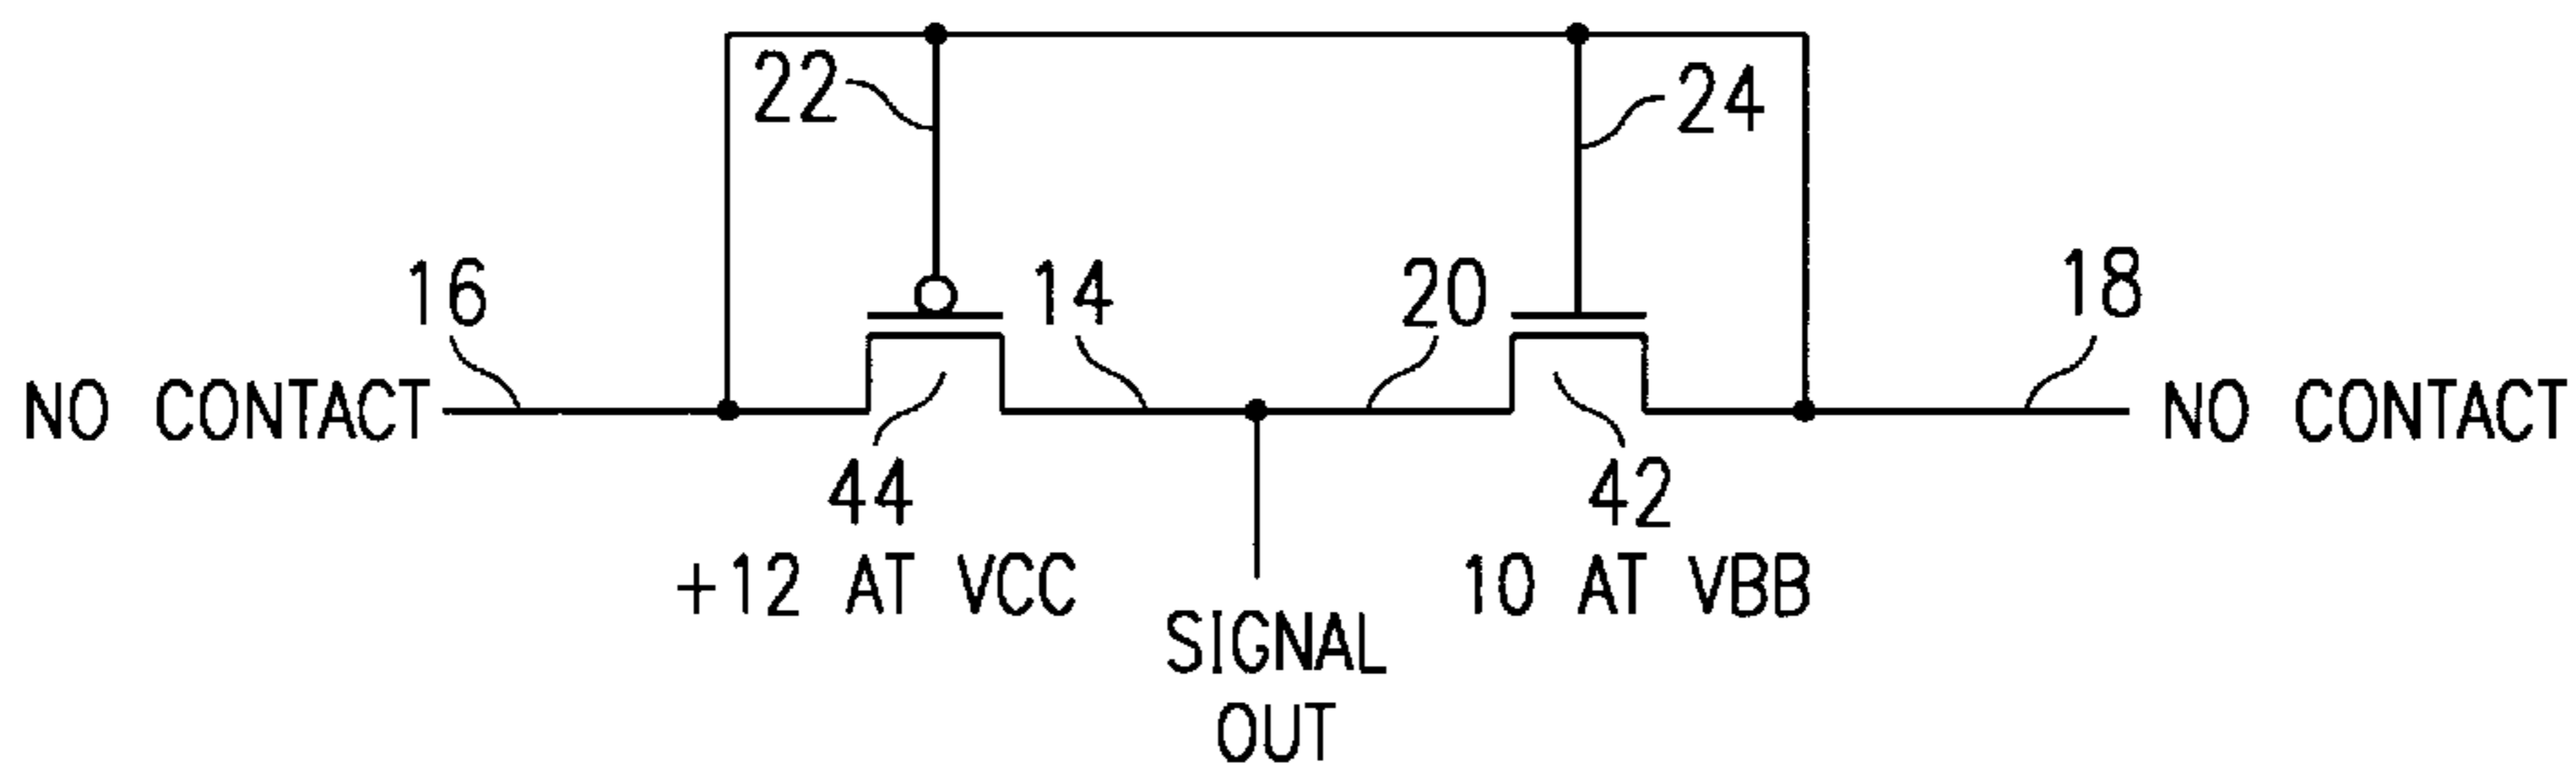 22
24
16
14
20
18
NO CONTACT
NO CONTACT
44
42
+12 AT VCC
10 AT VBB
SIGNAL
OUT